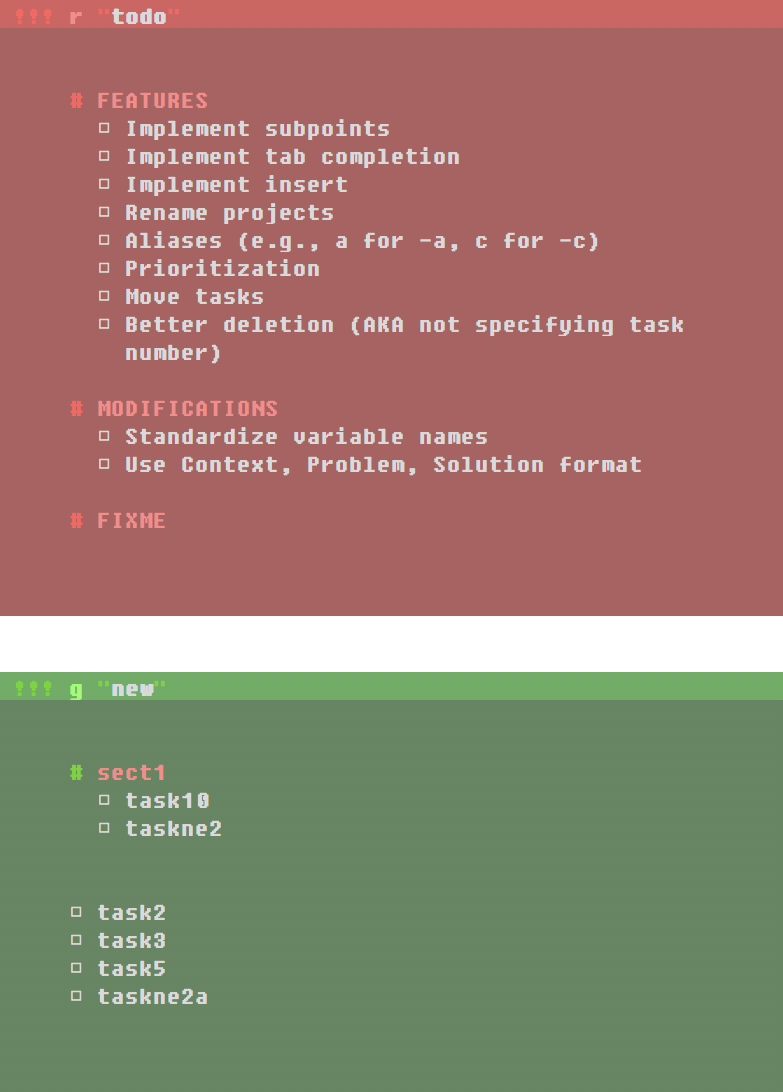 !!! r "todo"
# FEATURES
□ Implement subpoints
□ Implement tab completion
□ Implement insert
□ Rename projects
□ Aliases (e.g., a for -a, c for -c)
□ Prioritization
□ Move tasks
□ Better deletion (AKA not specifying task
number)
# MODIFICATIONS
□ Standardize variable names
□ Use Context, Problem, Solution format
# FIXME
!!! g "new"
# sect1
□ task10
□ taskne2
□ task2
□ task3
□ task5
□ taskne2a